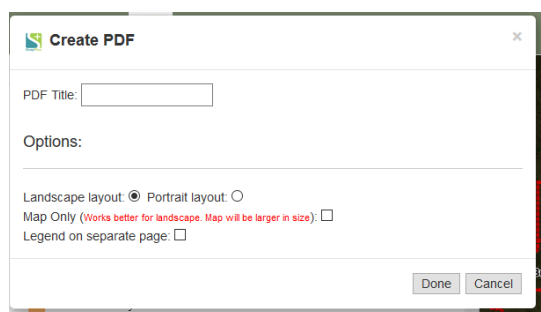 Create PDF
×
PDF Title:
Options:
Landscape layout: Portrait layout:
Map Only (Works better for landscape. Map will be larger in size):
Legend on separate page:
Done Cancel